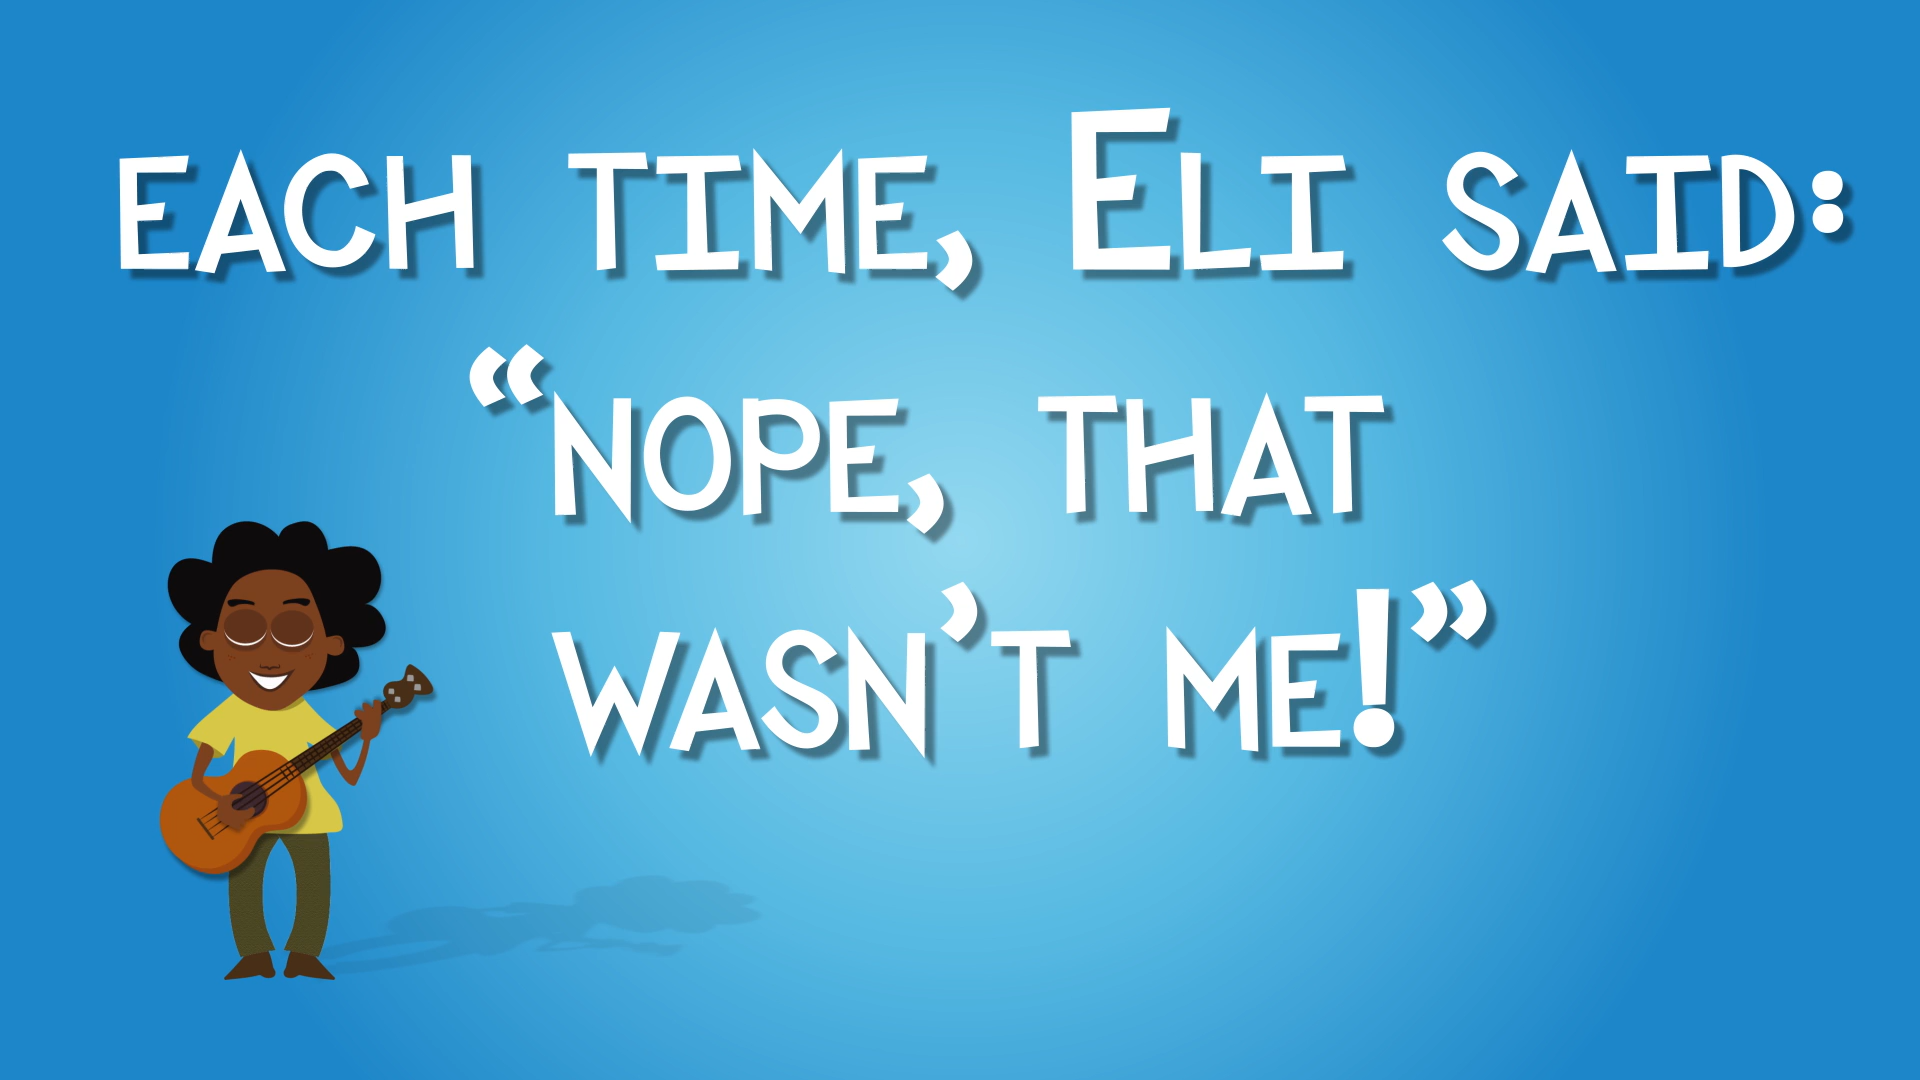 each time, Eli said:
“nope, that
wasn’t me!”